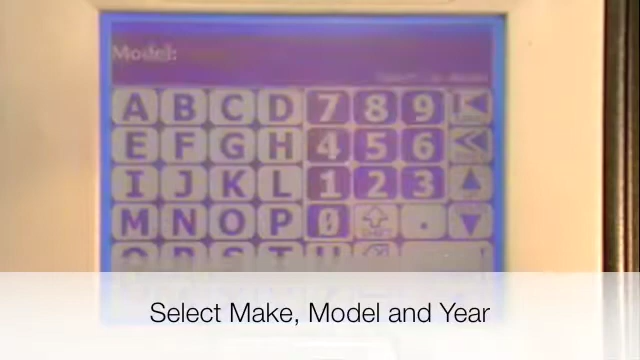 Model:
A B C D 7 8 9
E F G H 4 5 6
I J K L 1 2 3
M N O P 0 .
Q R S T U
Select Make, Model and Year